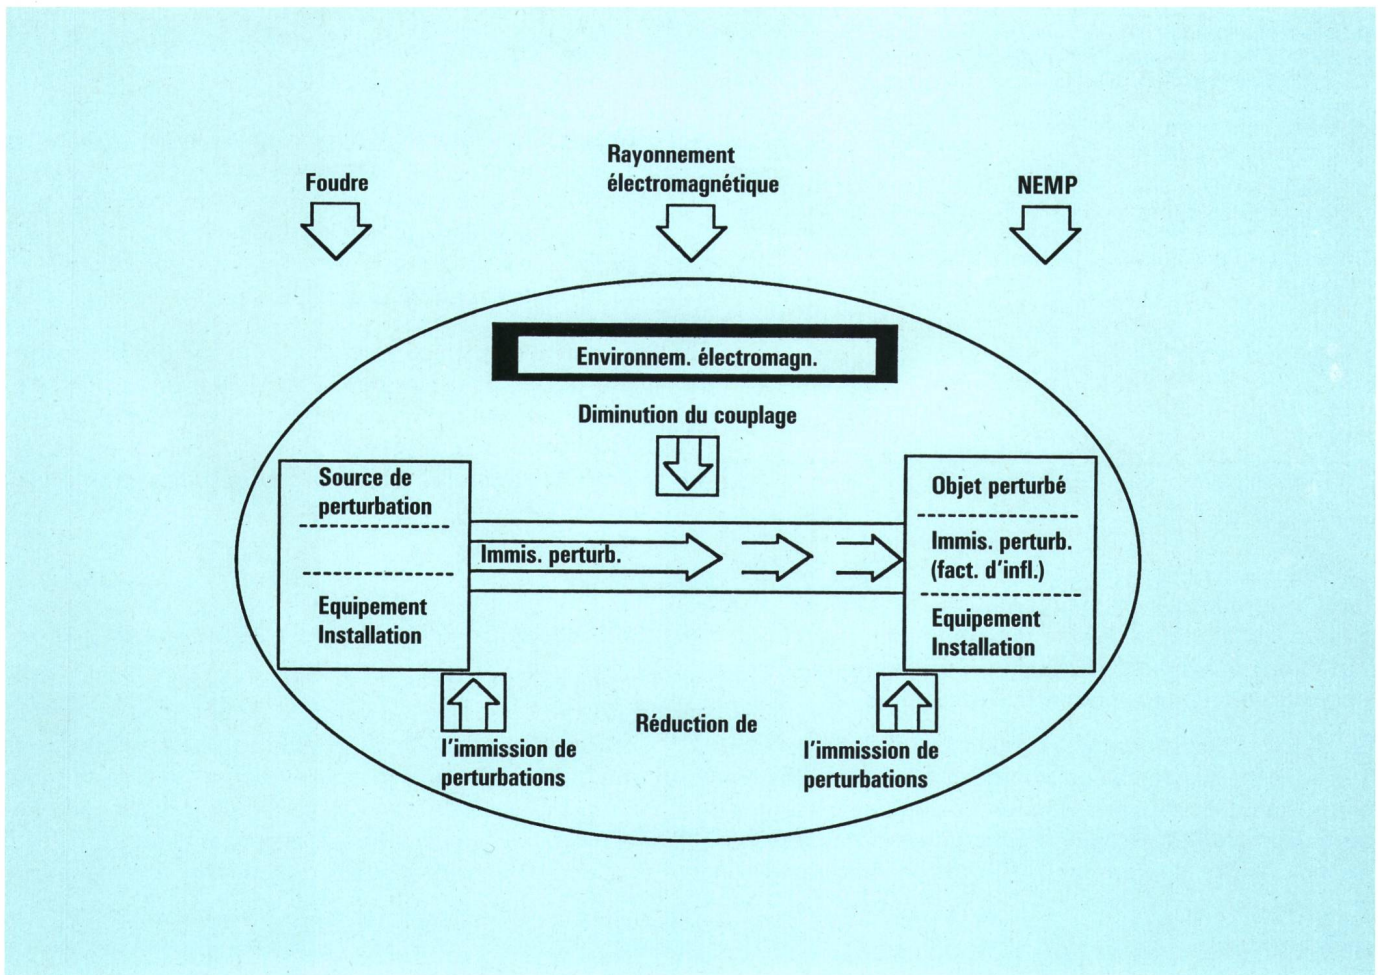 Foudre
Rayonnement
électromagnétique
NEMP
Environnem. électromagn.
Diminution du couplage
Source de
perturbation
Equipement
Installation
Immis. perturb.
Objet perturbé
Immis. perturb.
(fact. d'infl.)
Equipement
Installation
Réduction de
l'immission de
perturbations
l'immission de
perturbations